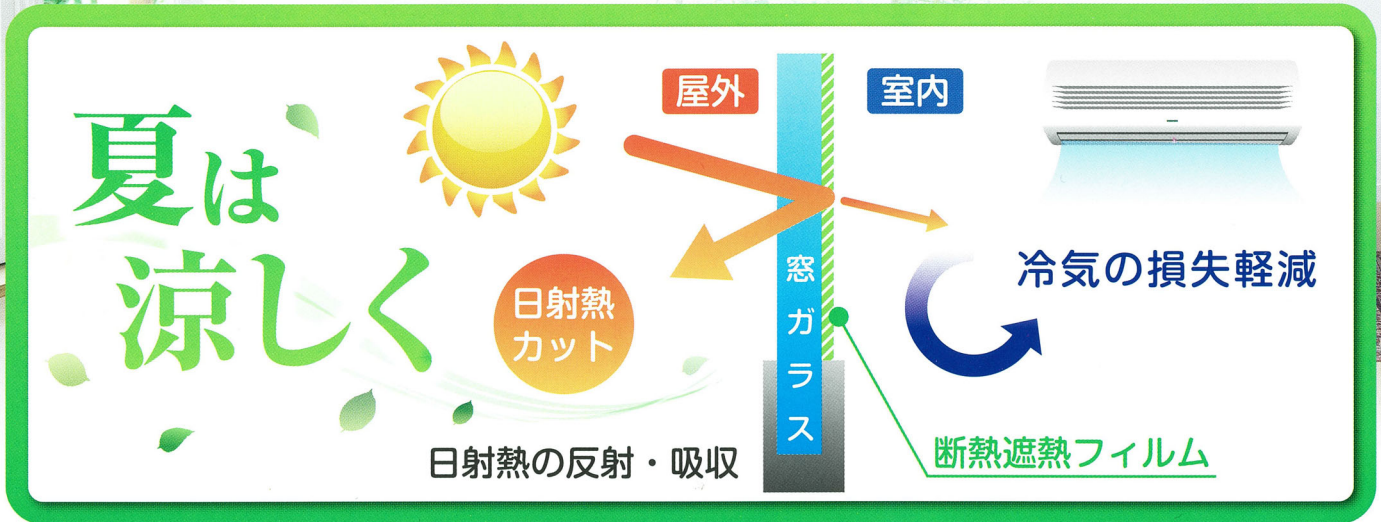 夏は
涼しく
屋外
室内
日射熱
カット
窓ガラス
冷気の損失軽減
日射熱の反射・吸収
断熱遮熱フィルム